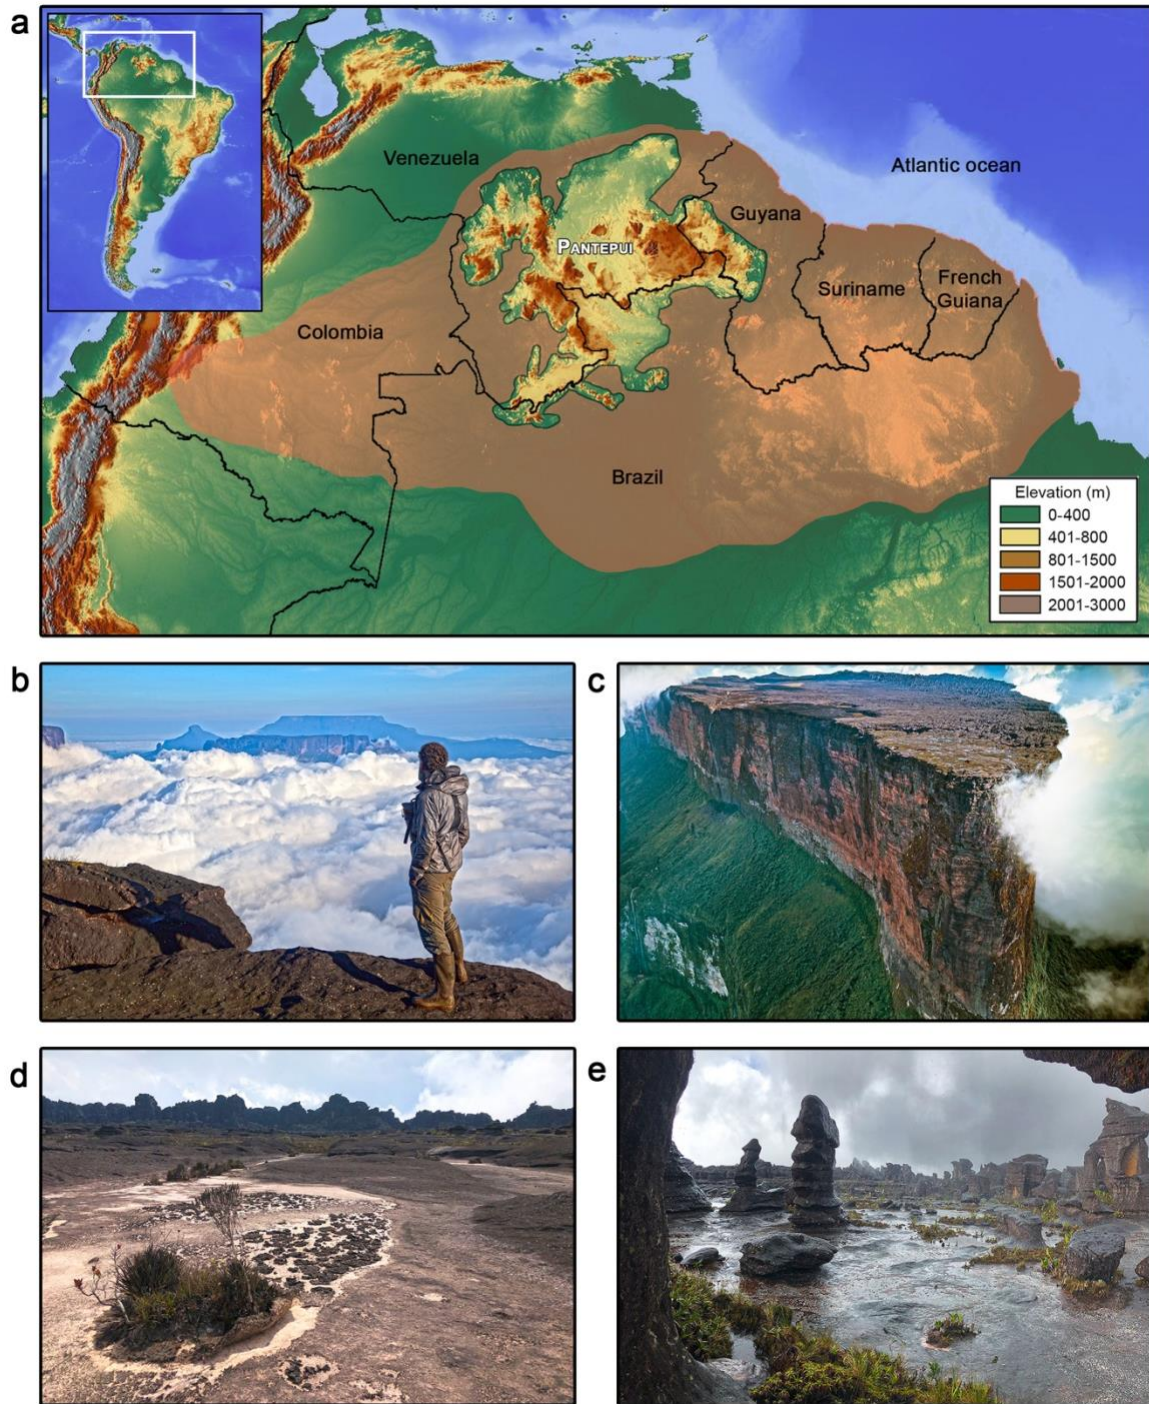 a
Venezuela
Atlantic ocean
Guyana
PANTEPUI
Suriname
French
Guiana
Colombia
Brazil
Elevation (m)
0-400
401-800
801-1500
1501-2000
2001-3000
b
c
d
e